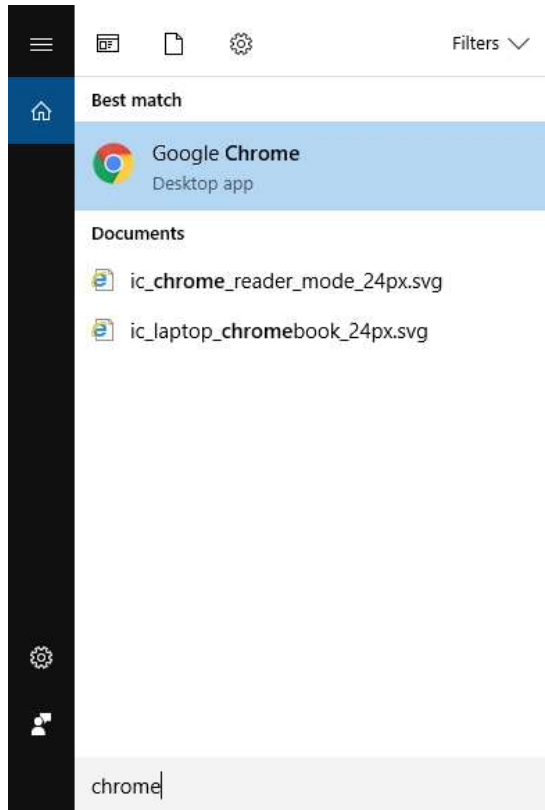 Filters
Best match
Google Chrome
Desktop app
Documents
ic_chrome_reader_mode_24px.svg
ic_laptop_chromebook_24px.svg
chrome